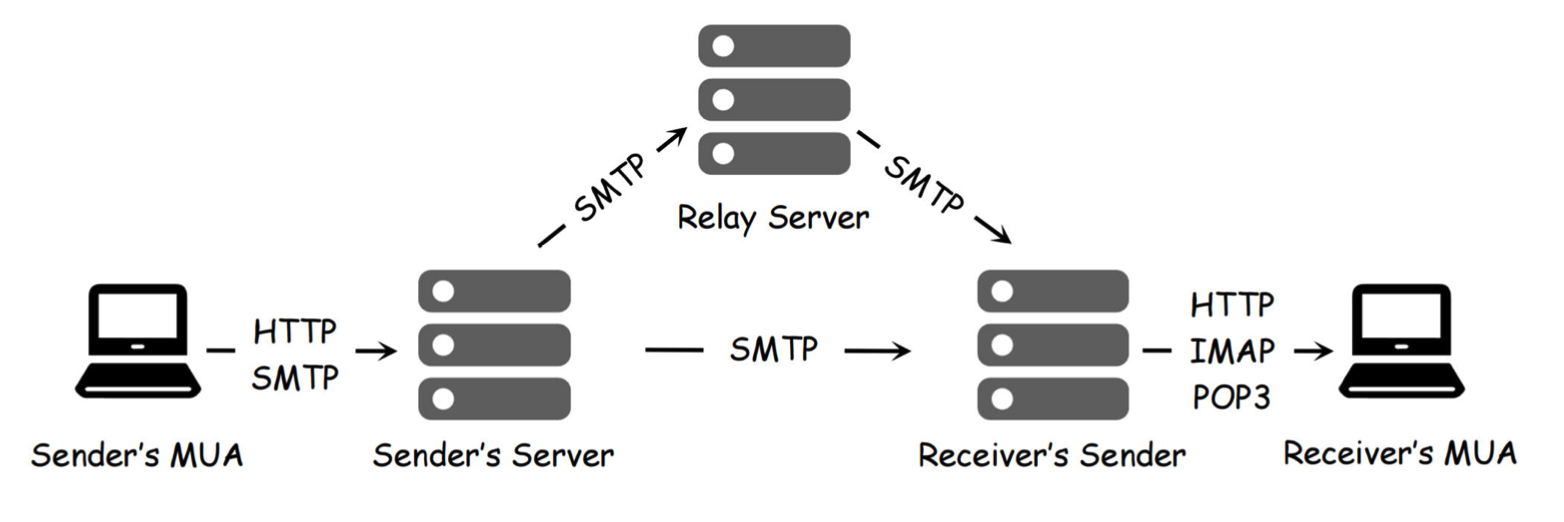 SMTP
SMTP
Relay Server
HTTP
SMTP
SMTP
HTTP
IMAP
POP3
Sender's MUA
Sender's Server
Receiver's Sender
Receiver's MUA